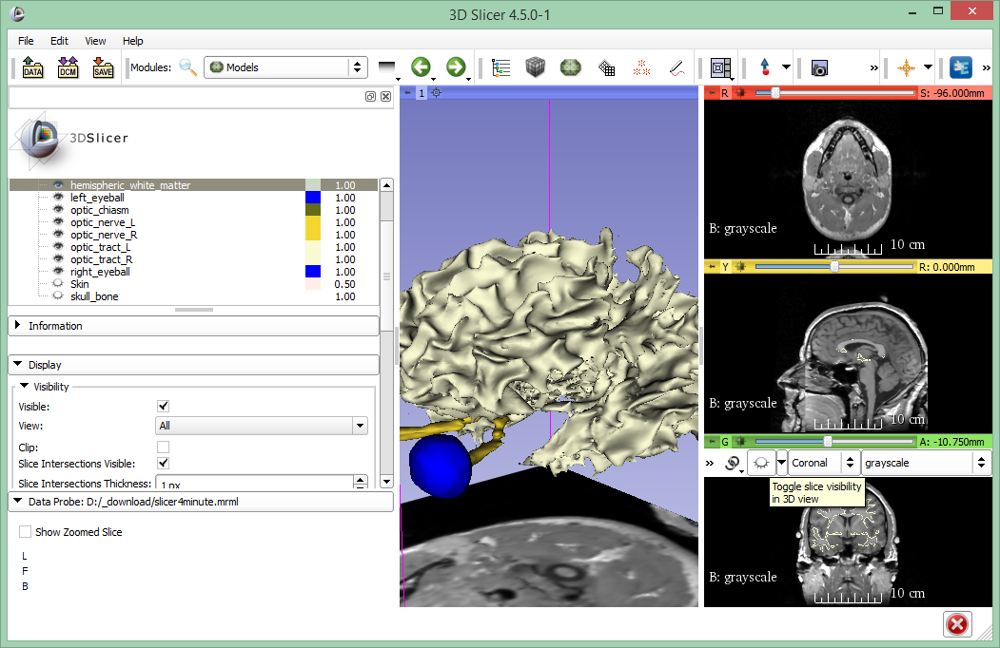 3D Slicer 4.5.0-1
File Edit View Help
DATA DCM SAVE Modules: Models
1
R S: -96.000mm
3DSlicer
hemispheric_white_matter 1.00
left_eyeball 1.00
optic_chiasm 1.00
optic_nerve_L 1.00
optic_nerve_R 1.00
optic_tract_L 1.00
optic_tract_R 1.00
right_eyeball 1.00
Skin 0.50
skull_bone 1.00
Information
Display
Visibility
Visible:
View: All
Clip:
Slice Intersections Visible:
Slice Intersections Thickness: 1 px
Data Probe: D:/_download/slicer4minute.mrml
Show Zoomed Slice
L
F
B
B: grayscale
10 cm
Y R: 0.000mm
B: grayscale
10 cm
G A: -10.750mm
Coronal grayscale
Toggle slice visibility
in 3D view
B: grayscale
10 cm